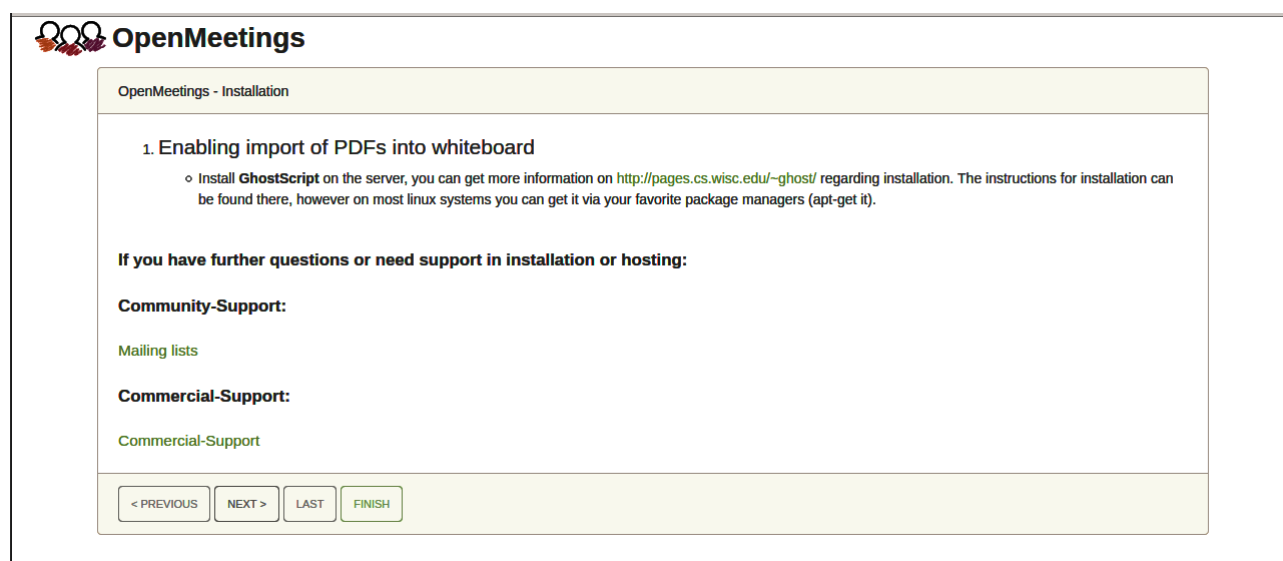 OpenMeetings
OpenMeetings - Installation
1. Enabling import of PDFs into whiteboard
Install GhostScript on the server, you can get more information on http://pages.cs.wisc.edu/~ghost/ regarding installation. The instructions for installation can
be found there, however on most linux systems you can get it via your favorite package managers (apt-get it).
If you have further questions or need support in installation or hosting:
Community-Support:
Mailing lists
Commercial-Support:
Commercial-Support
< PREVIOUS NEXT > LAST FINISH